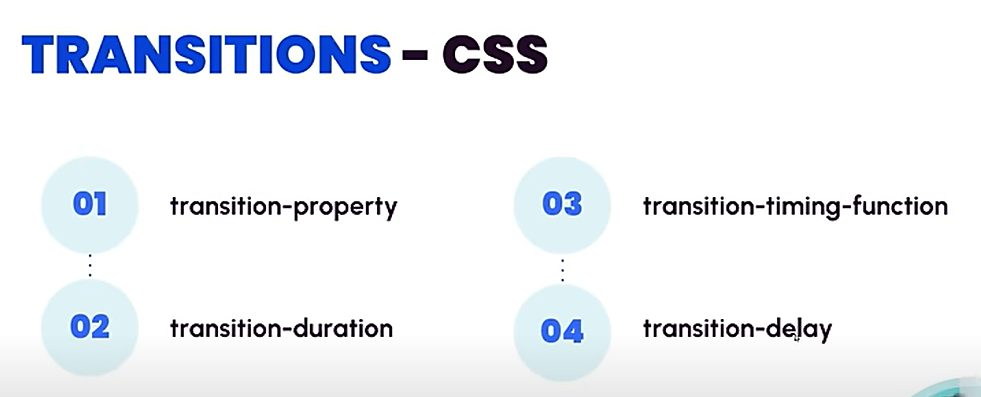 TRANSITIONS - CSS
01
transition-property
02
transition-duration
03
transition-timing-function
04
transition-delay